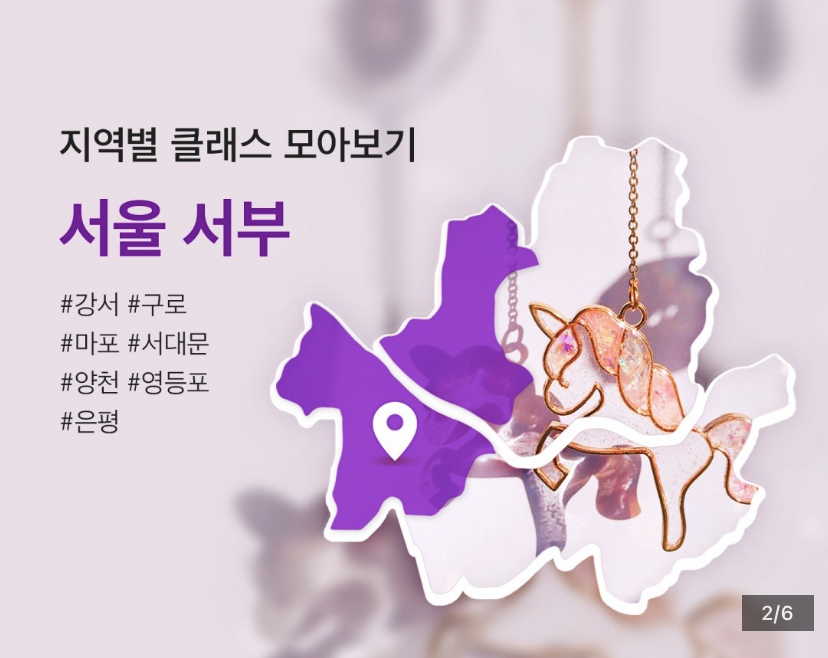 지역별 클래스 모아보기
서울 서부
#강서 #구로
#마포 #서대문
#양천 #영등포
#은평
2/6